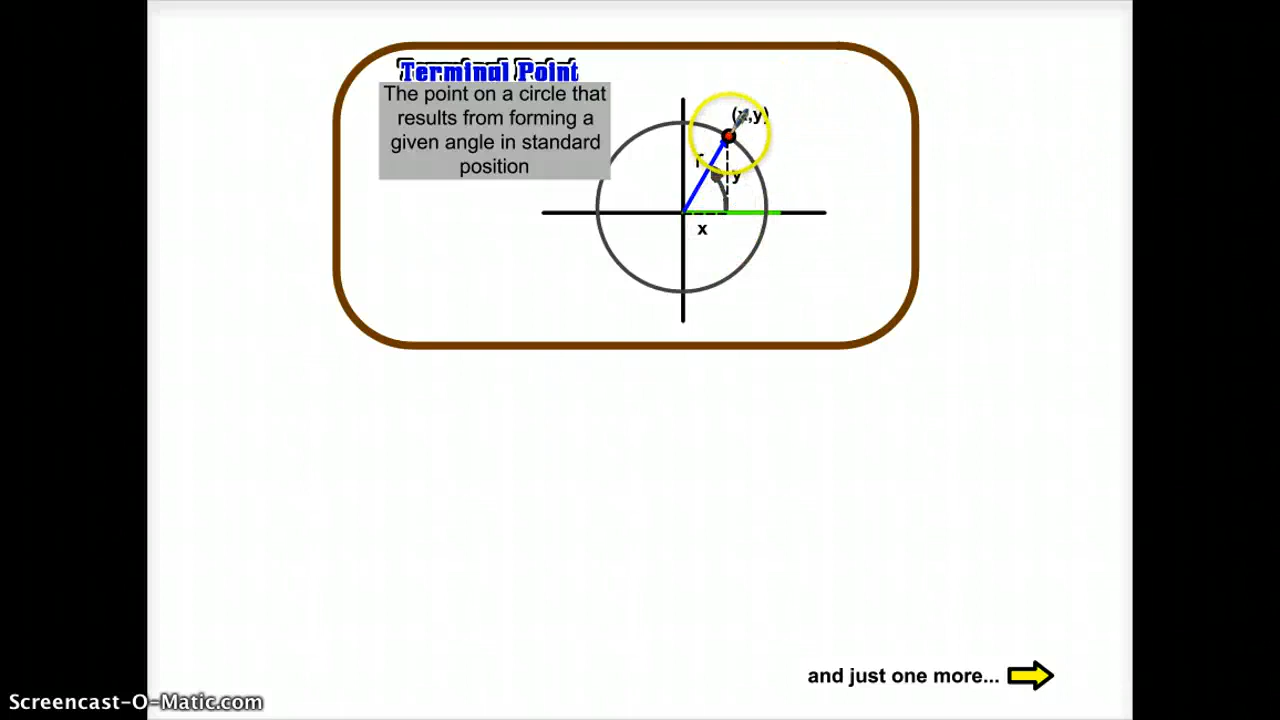 Terminal Point
The point on a circle that
results from forming a
given angle in standard
position
(x,y)
r
y
x
and just one more...
Screencast-O-Matic.com